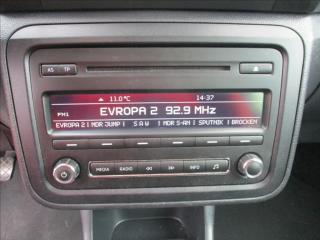 AS TP
11.0°C 14:37
FM1 EVROPA 2 92.9 MHz
EVROPA 2 | MDR JUMP | S A W | MDR S-AN | SPUTNIK | BROCKEN
MEDIA RADIO INFO